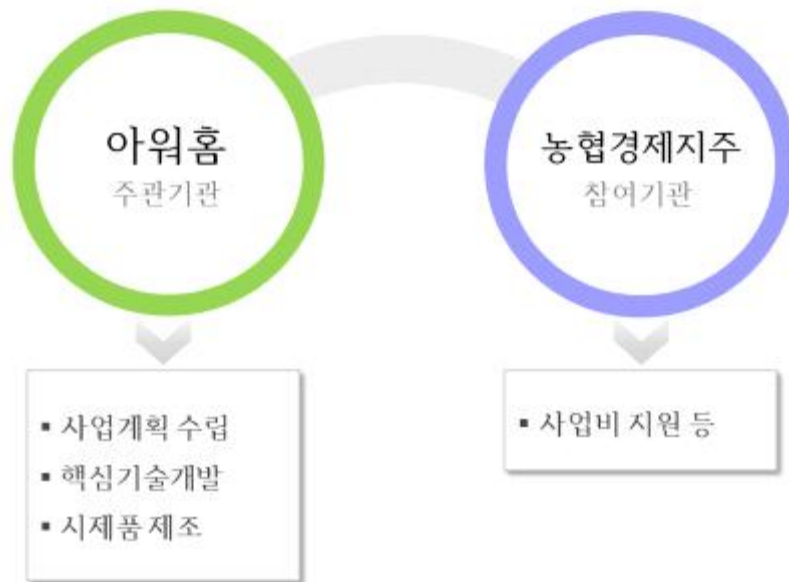 아워홈
주관기관
농협경제지주
참여기관
▪ 사업계획 수립
▪ 핵심기술개발
▪ 시제품 제조
▪ 사업비 지원 등